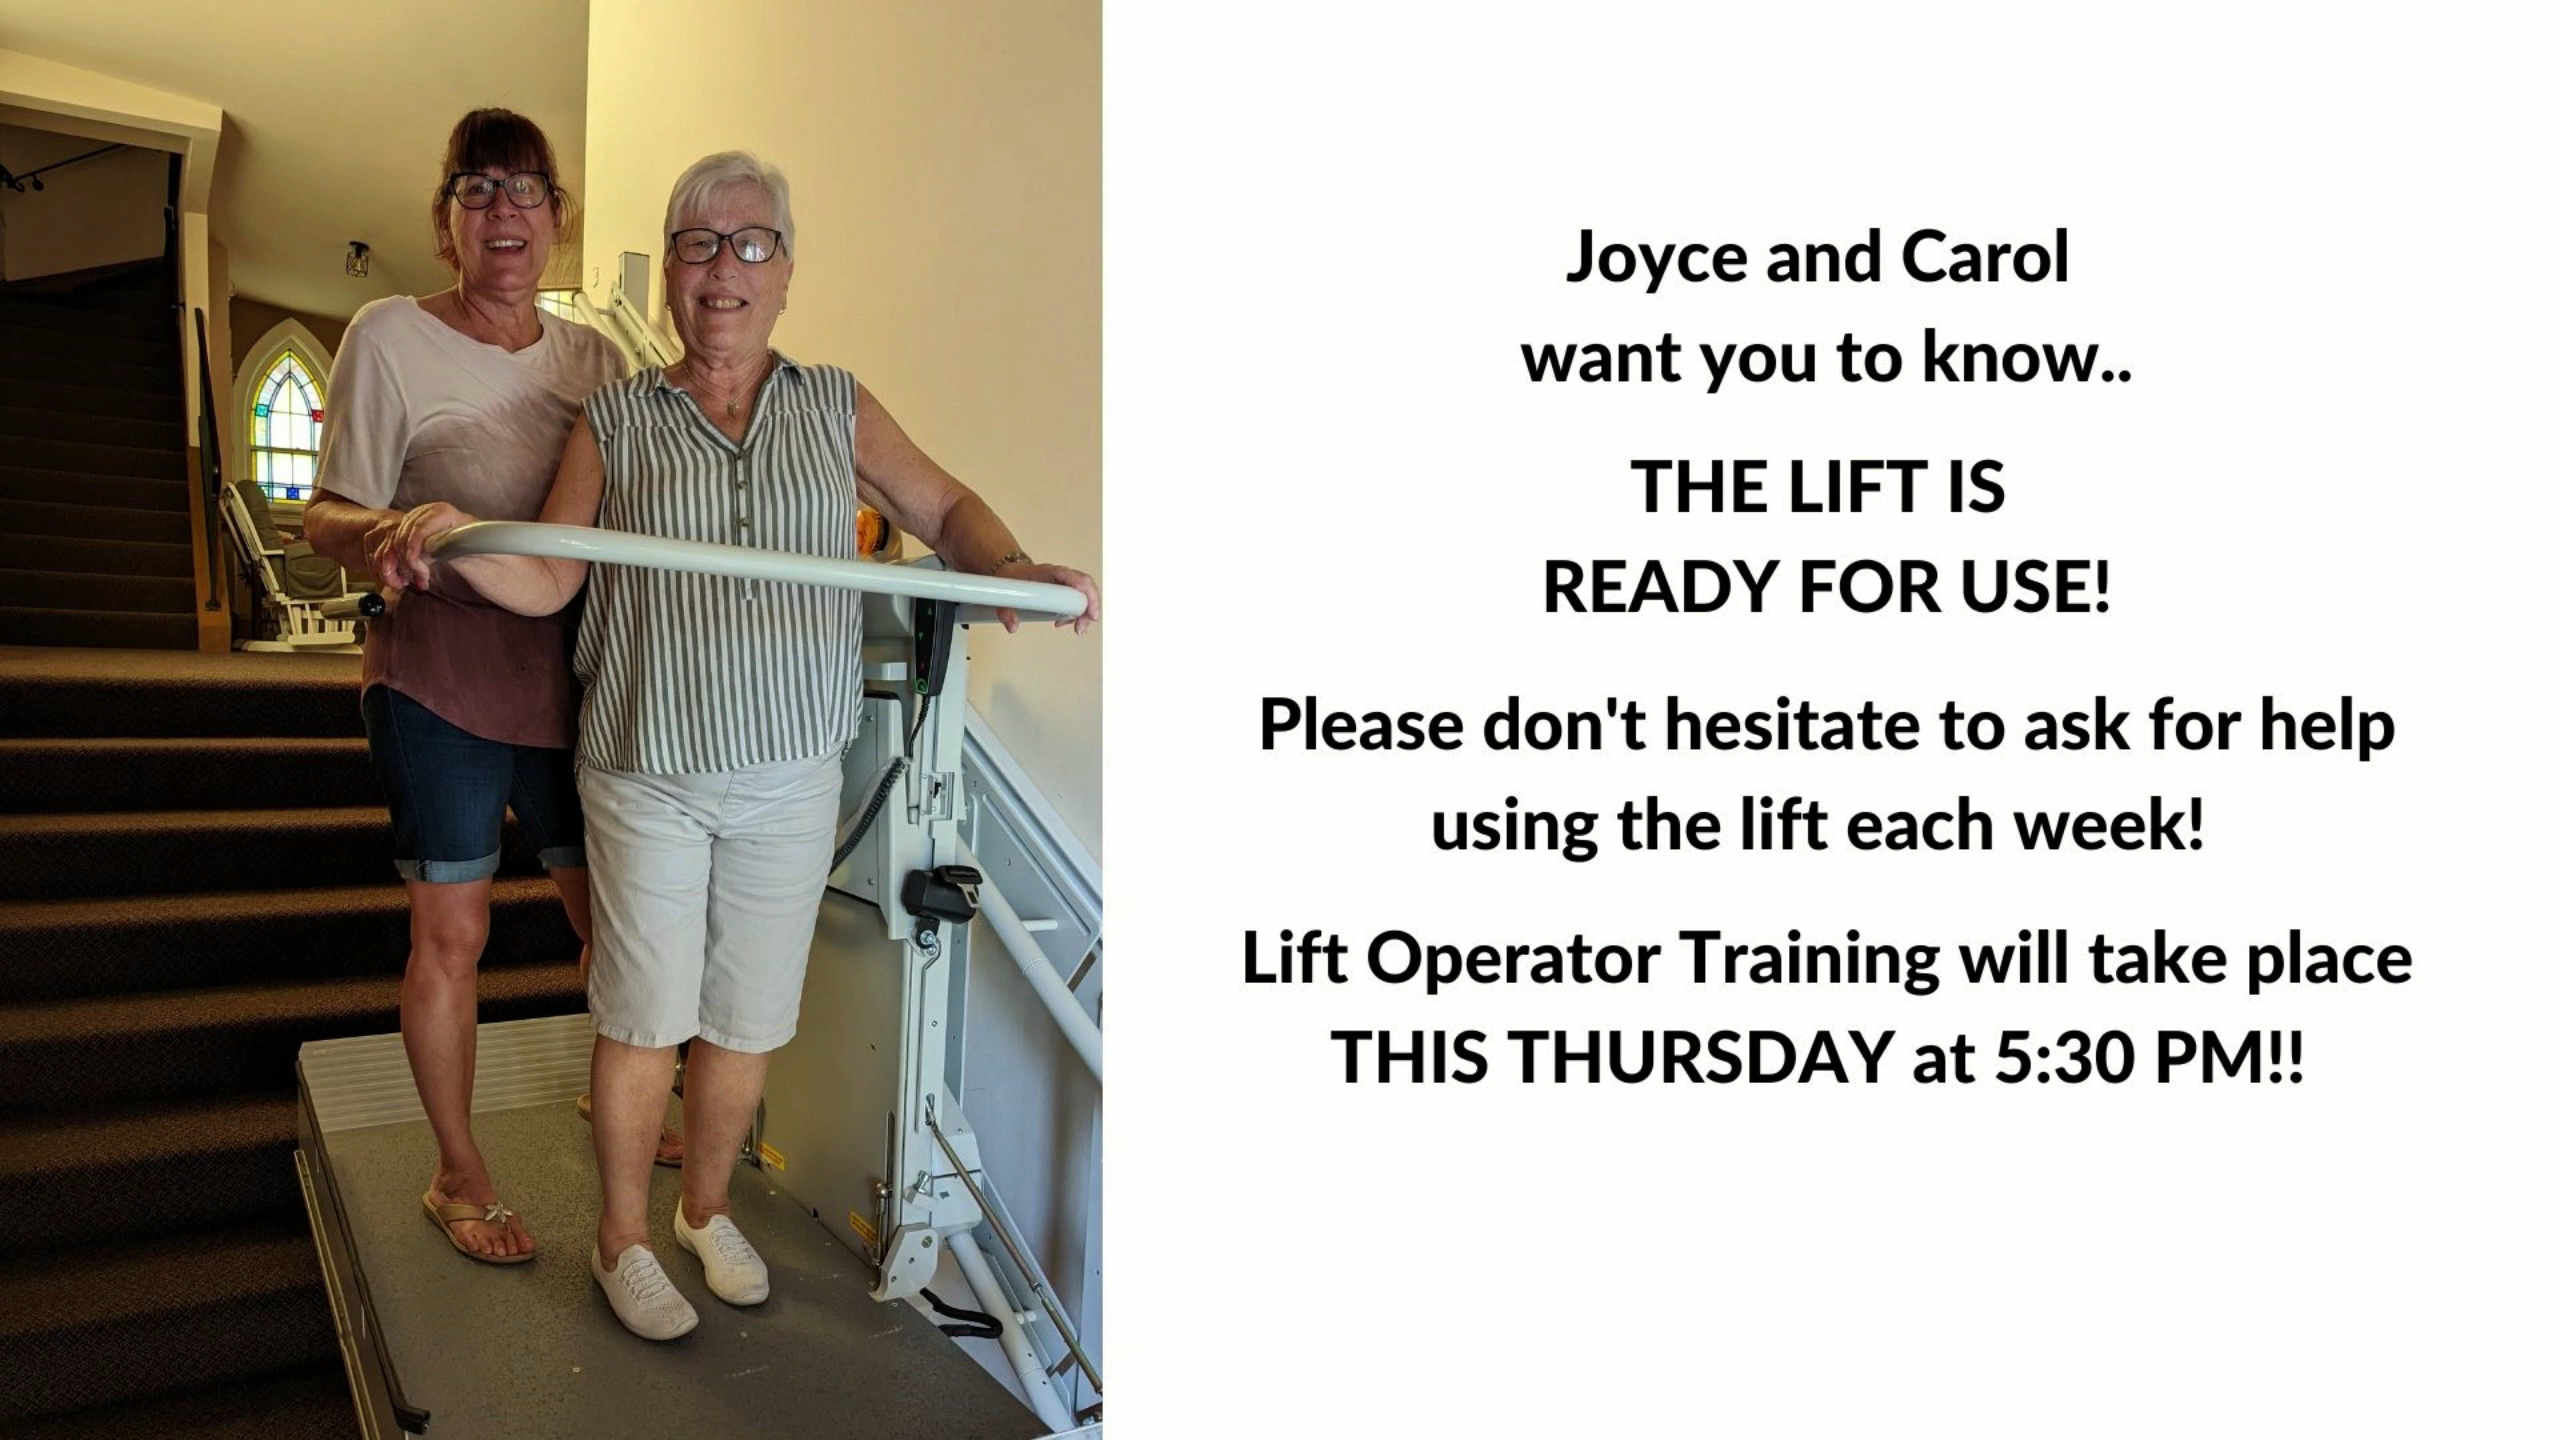 Joyce and Carol
want you to know..
THE LIFT IS
READY FOR USE!
Please don't hesitate to ask for help
using the lift each week!
Lift Operator Training will take place
THIS THURSDAY at 5:30 PM!!